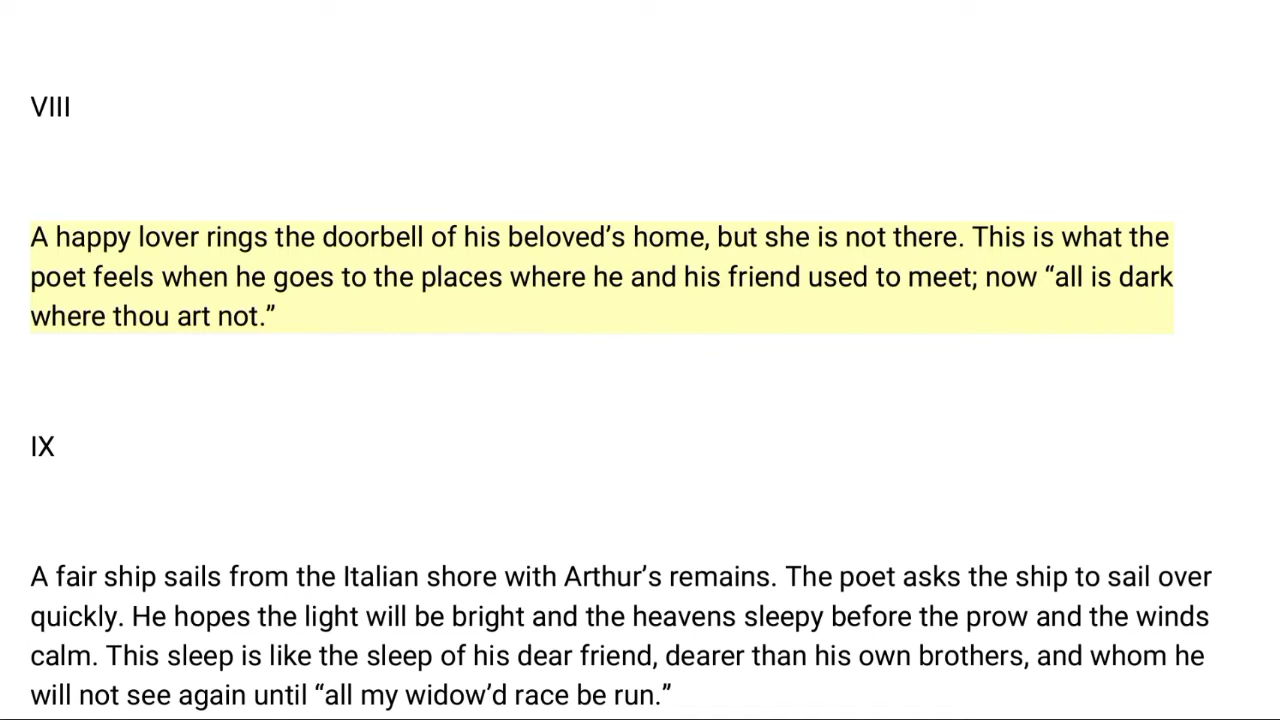 VIII
A happy lover rings the doorbell of his beloved’s home, but she is not there. This is what the
poet feels when he goes to the places where he and his friend used to meet; now “all is dark
where thou art not.”
IX
A fair ship sails from the Italian shore with Arthur’s remains. The poet asks the ship to sail over
quickly. He hopes the light will be bright and the heavens sleepy before the prow and the winds
calm. This sleep is like the sleep of his dear friend, dearer than his own brothers, and whom he
will not see again until “all my widow’d race be run.”